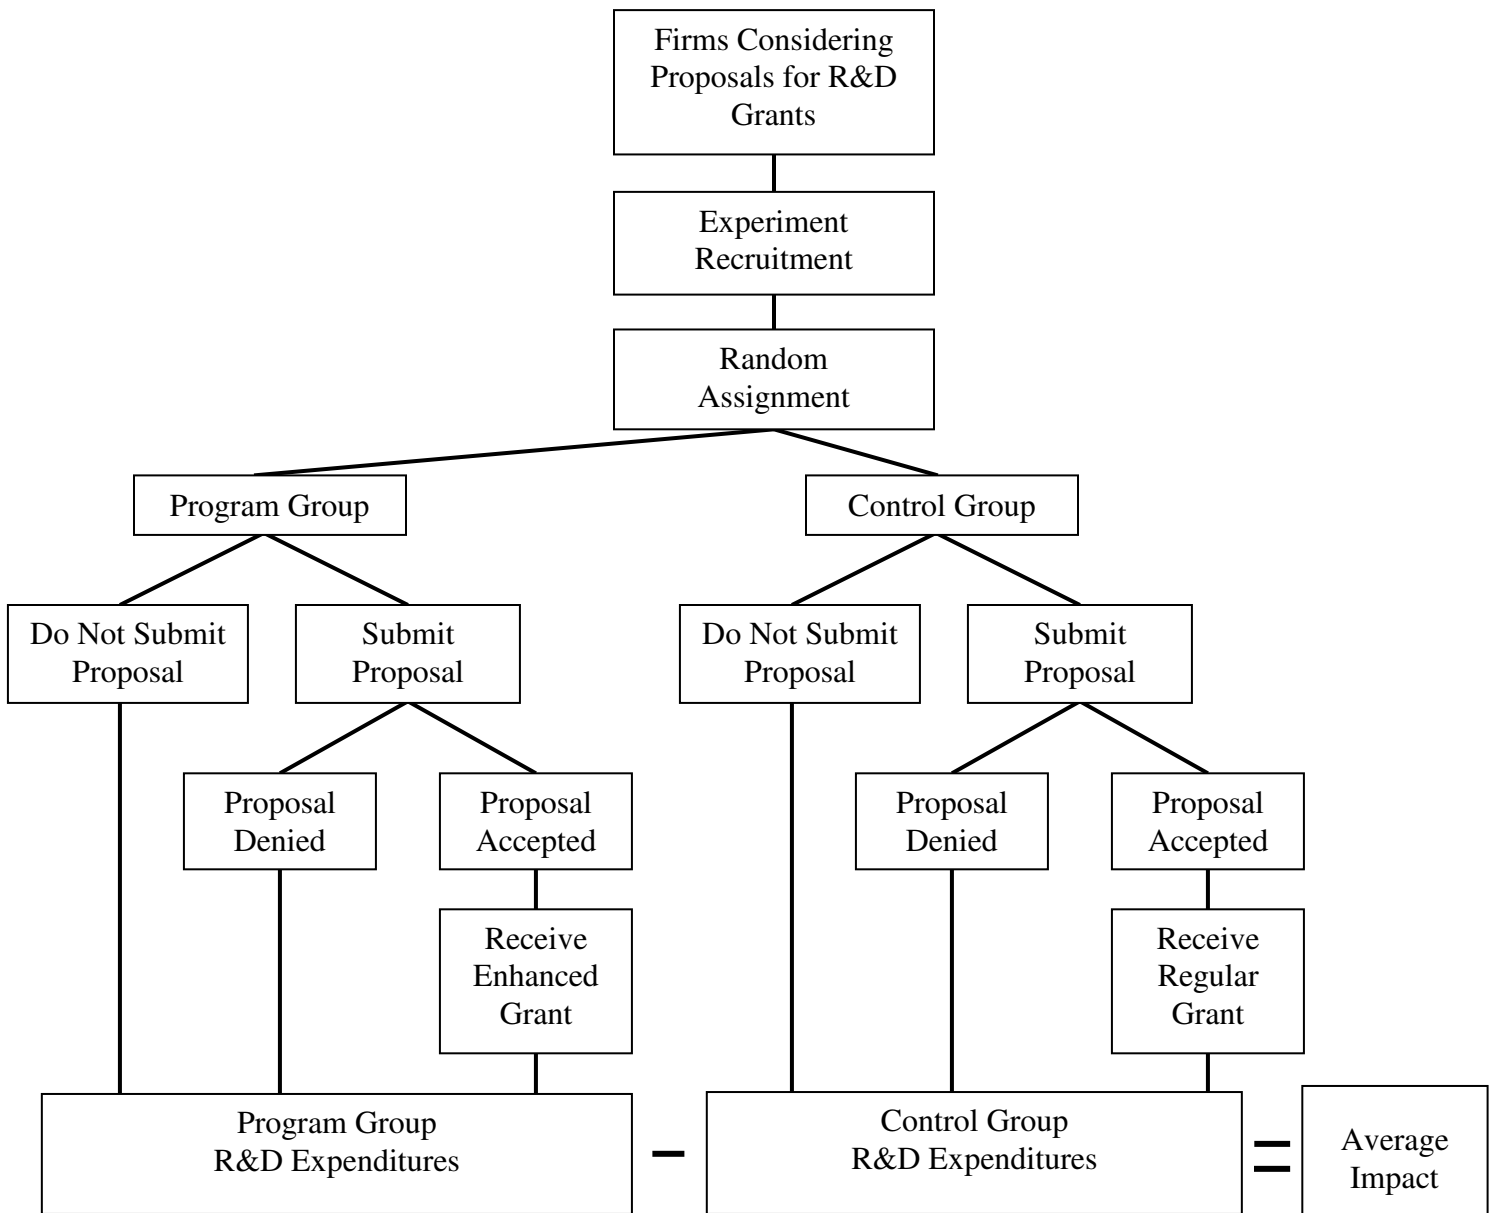 Firms Considering
Proposals for R&D
Grants
Experiment
Recruitment
Random
Assignment
Program Group
Control Group
Do Not Submit
Proposal
Submit
Proposal
Do Not Submit
Proposal
Submit
Proposal
Proposal
Denied
Proposal
Accepted
Proposal
Denied
Proposal
Accepted
Receive
Enhanced
Grant
Receive
Regular
Grant
Program Group
R&D Expenditures
–
Control Group
R&D Expenditures
=
Average
Impact